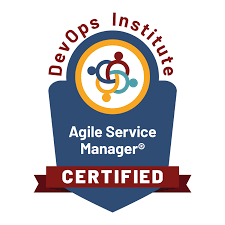 DevOps Institute
Agile Service
Manager®
CERTIFIED